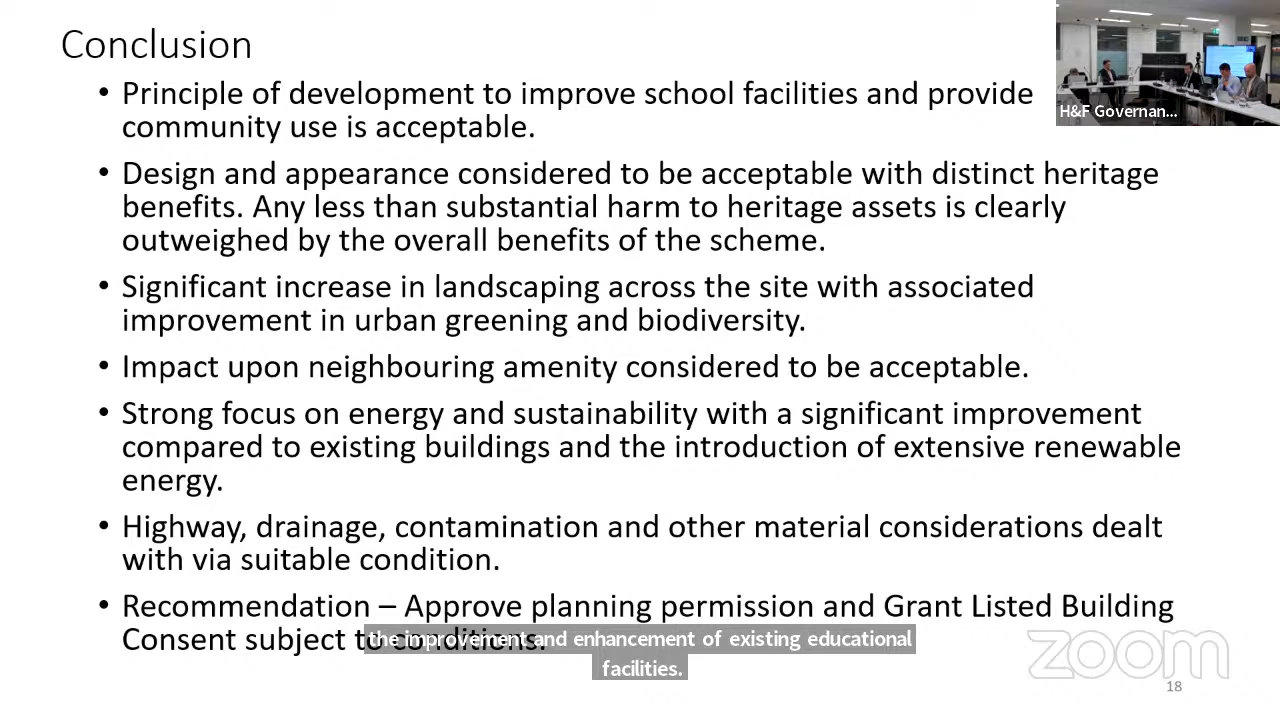 Conclusion
• Principle of development to improve school facilities and provide
community use is acceptable.
• Design and appearance considered to be acceptable with distinct heritage
benefits. Any less than substantial harm to heritage assets is clearly
outweighed by the overall benefits of the scheme.
• Significant increase in landscaping across the site with associated
improvement in urban greening and biodiversity.
• Impact upon neighbouring amenity considered to be acceptable.
• Strong focus on energy and sustainability with a significant improvement
compared to existing buildings and the introduction of extensive renewable
energy.
• Highway, drainage, contamination and other material considerations dealt
with via suitable condition.
• Recommendation – Approve planning permission and Grant Listed Building
Consent subject to conditions.
the improvement and enhancement of existing educational
facilities.
H&F Governan...
zoom
18